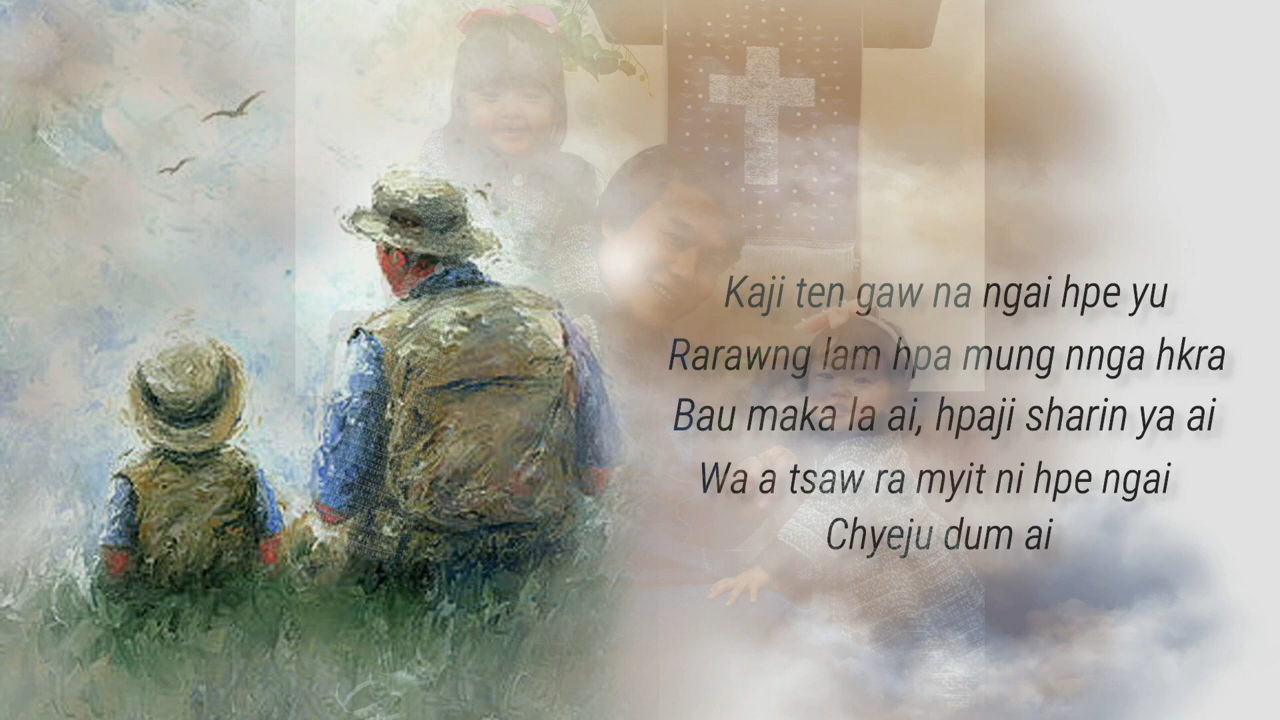 Kaji ten gaw na ngai hpe yu
Rarawng lam hpa mung nnga hkra
Bau maka la ai, hpaji sharin ya ai
Wa a tsaw ra myit ni hpe ngai
Chyeju dum ai